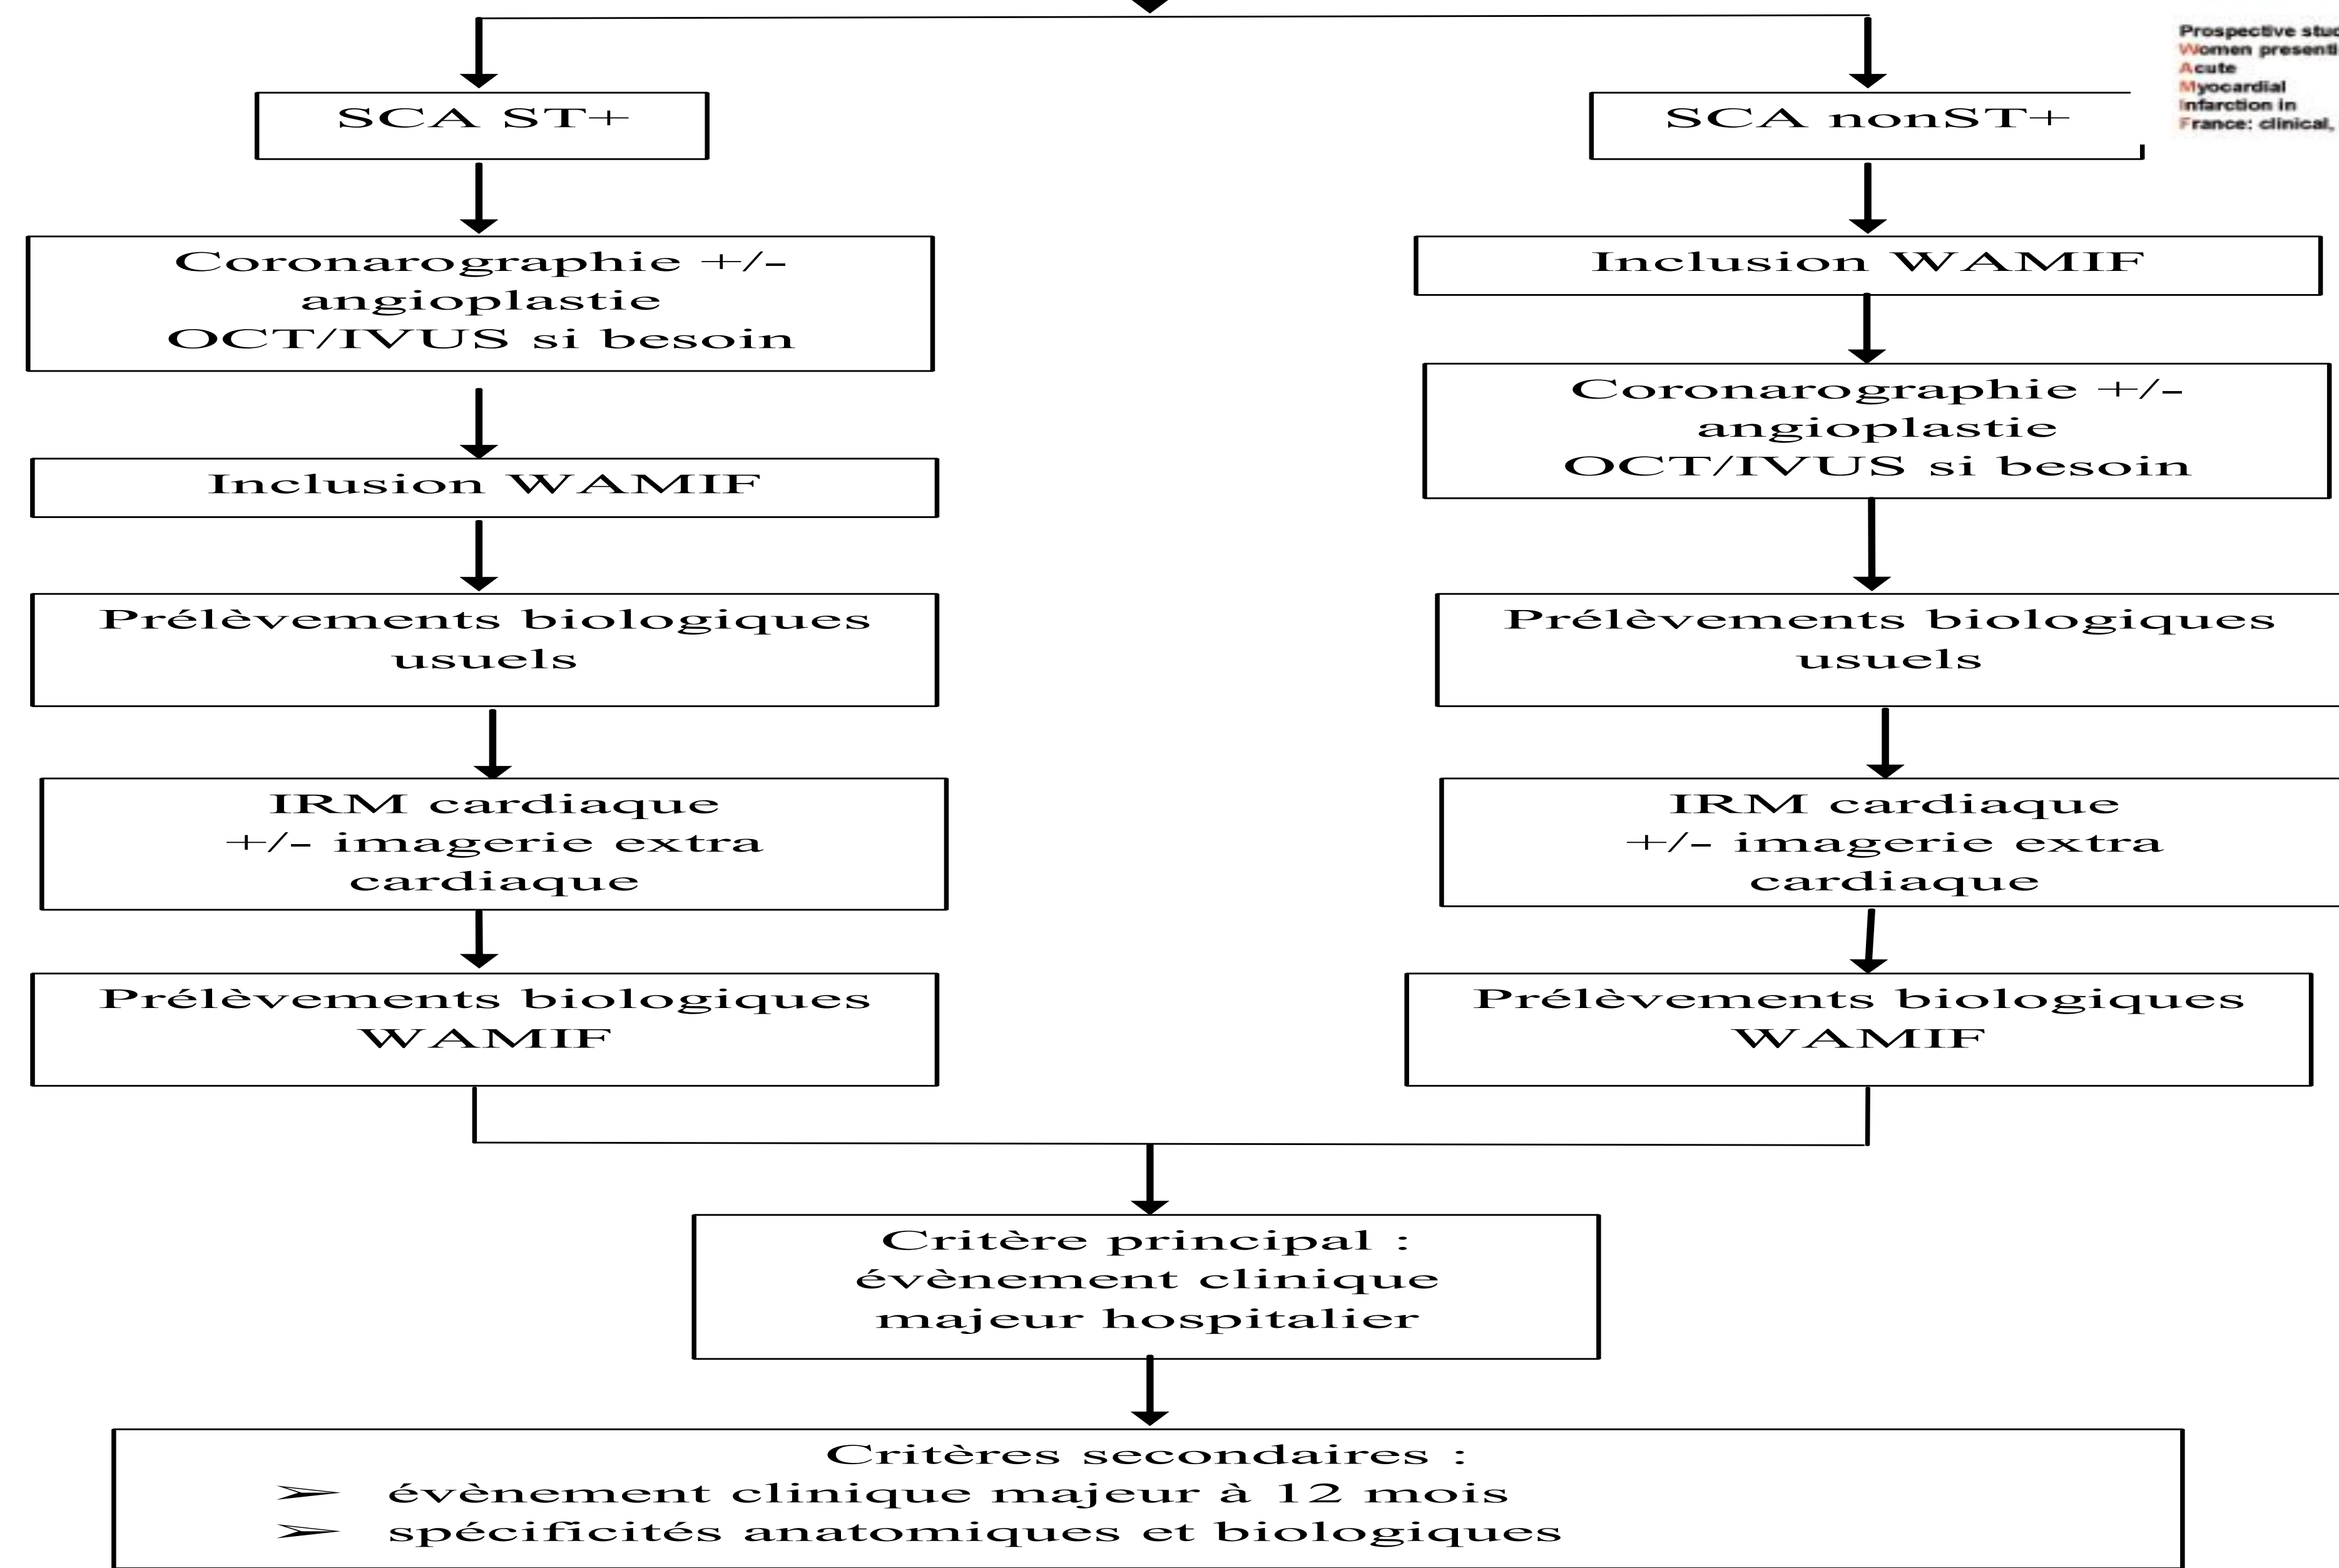 SCA ST+
SCA nonST+
Prospective
Women
Acute
Myocardial
Infarction in
France: clinical,
Coronarographie +/-
angioplastie
OCT/IVUS si besoin
Inclusion WAMIF
Prélèvements biologiques
usuels
IRM cardiaque
+/- imagerie extra
cardiaque
Prélèvements biologiques
WAMIF
Inclusion WAMIF
Coronarographie +/-
angioplastie
OCT/IVUS si besoin
Prélèvements biologiques
usuels
IRM cardiaque
+/- imagerie extra
cardiaque
Prélèvements biologiques
WAMIF
Critère principal :
évènement clinique
majeur hospitalier
Critères secondaires :
➢ évènement clinique majeur à 12 mois
➢ spécificités anatomiques et biologiques